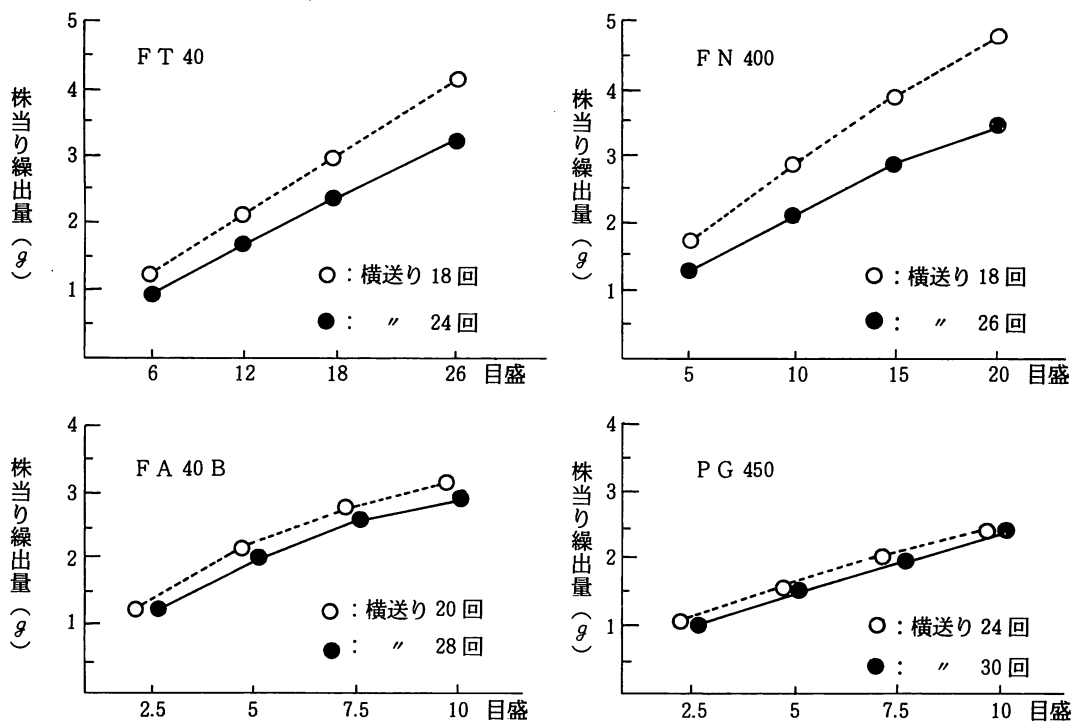 FT 40
株当り繰出量(g)
5
4
3
2
1
○:横送り 18回
●: 〃 24回
6 12 18 26 目盛
FN 400
株当り繰出量(g)
5
4
3
2
1
○:横送り 18回
●: 〃 26回
5 10 15 20 目盛
FA 40 B
株当り繰出量(g)
4
3
2
1
○:横送り 20回
●: 〃 28回
2.5 5 7.5 10 目盛
PG 450
株当り繰出量(g)
4
3
2
1
○:横送り 24回
●: 〃 30回
2.5 5 7.5 10 目盛